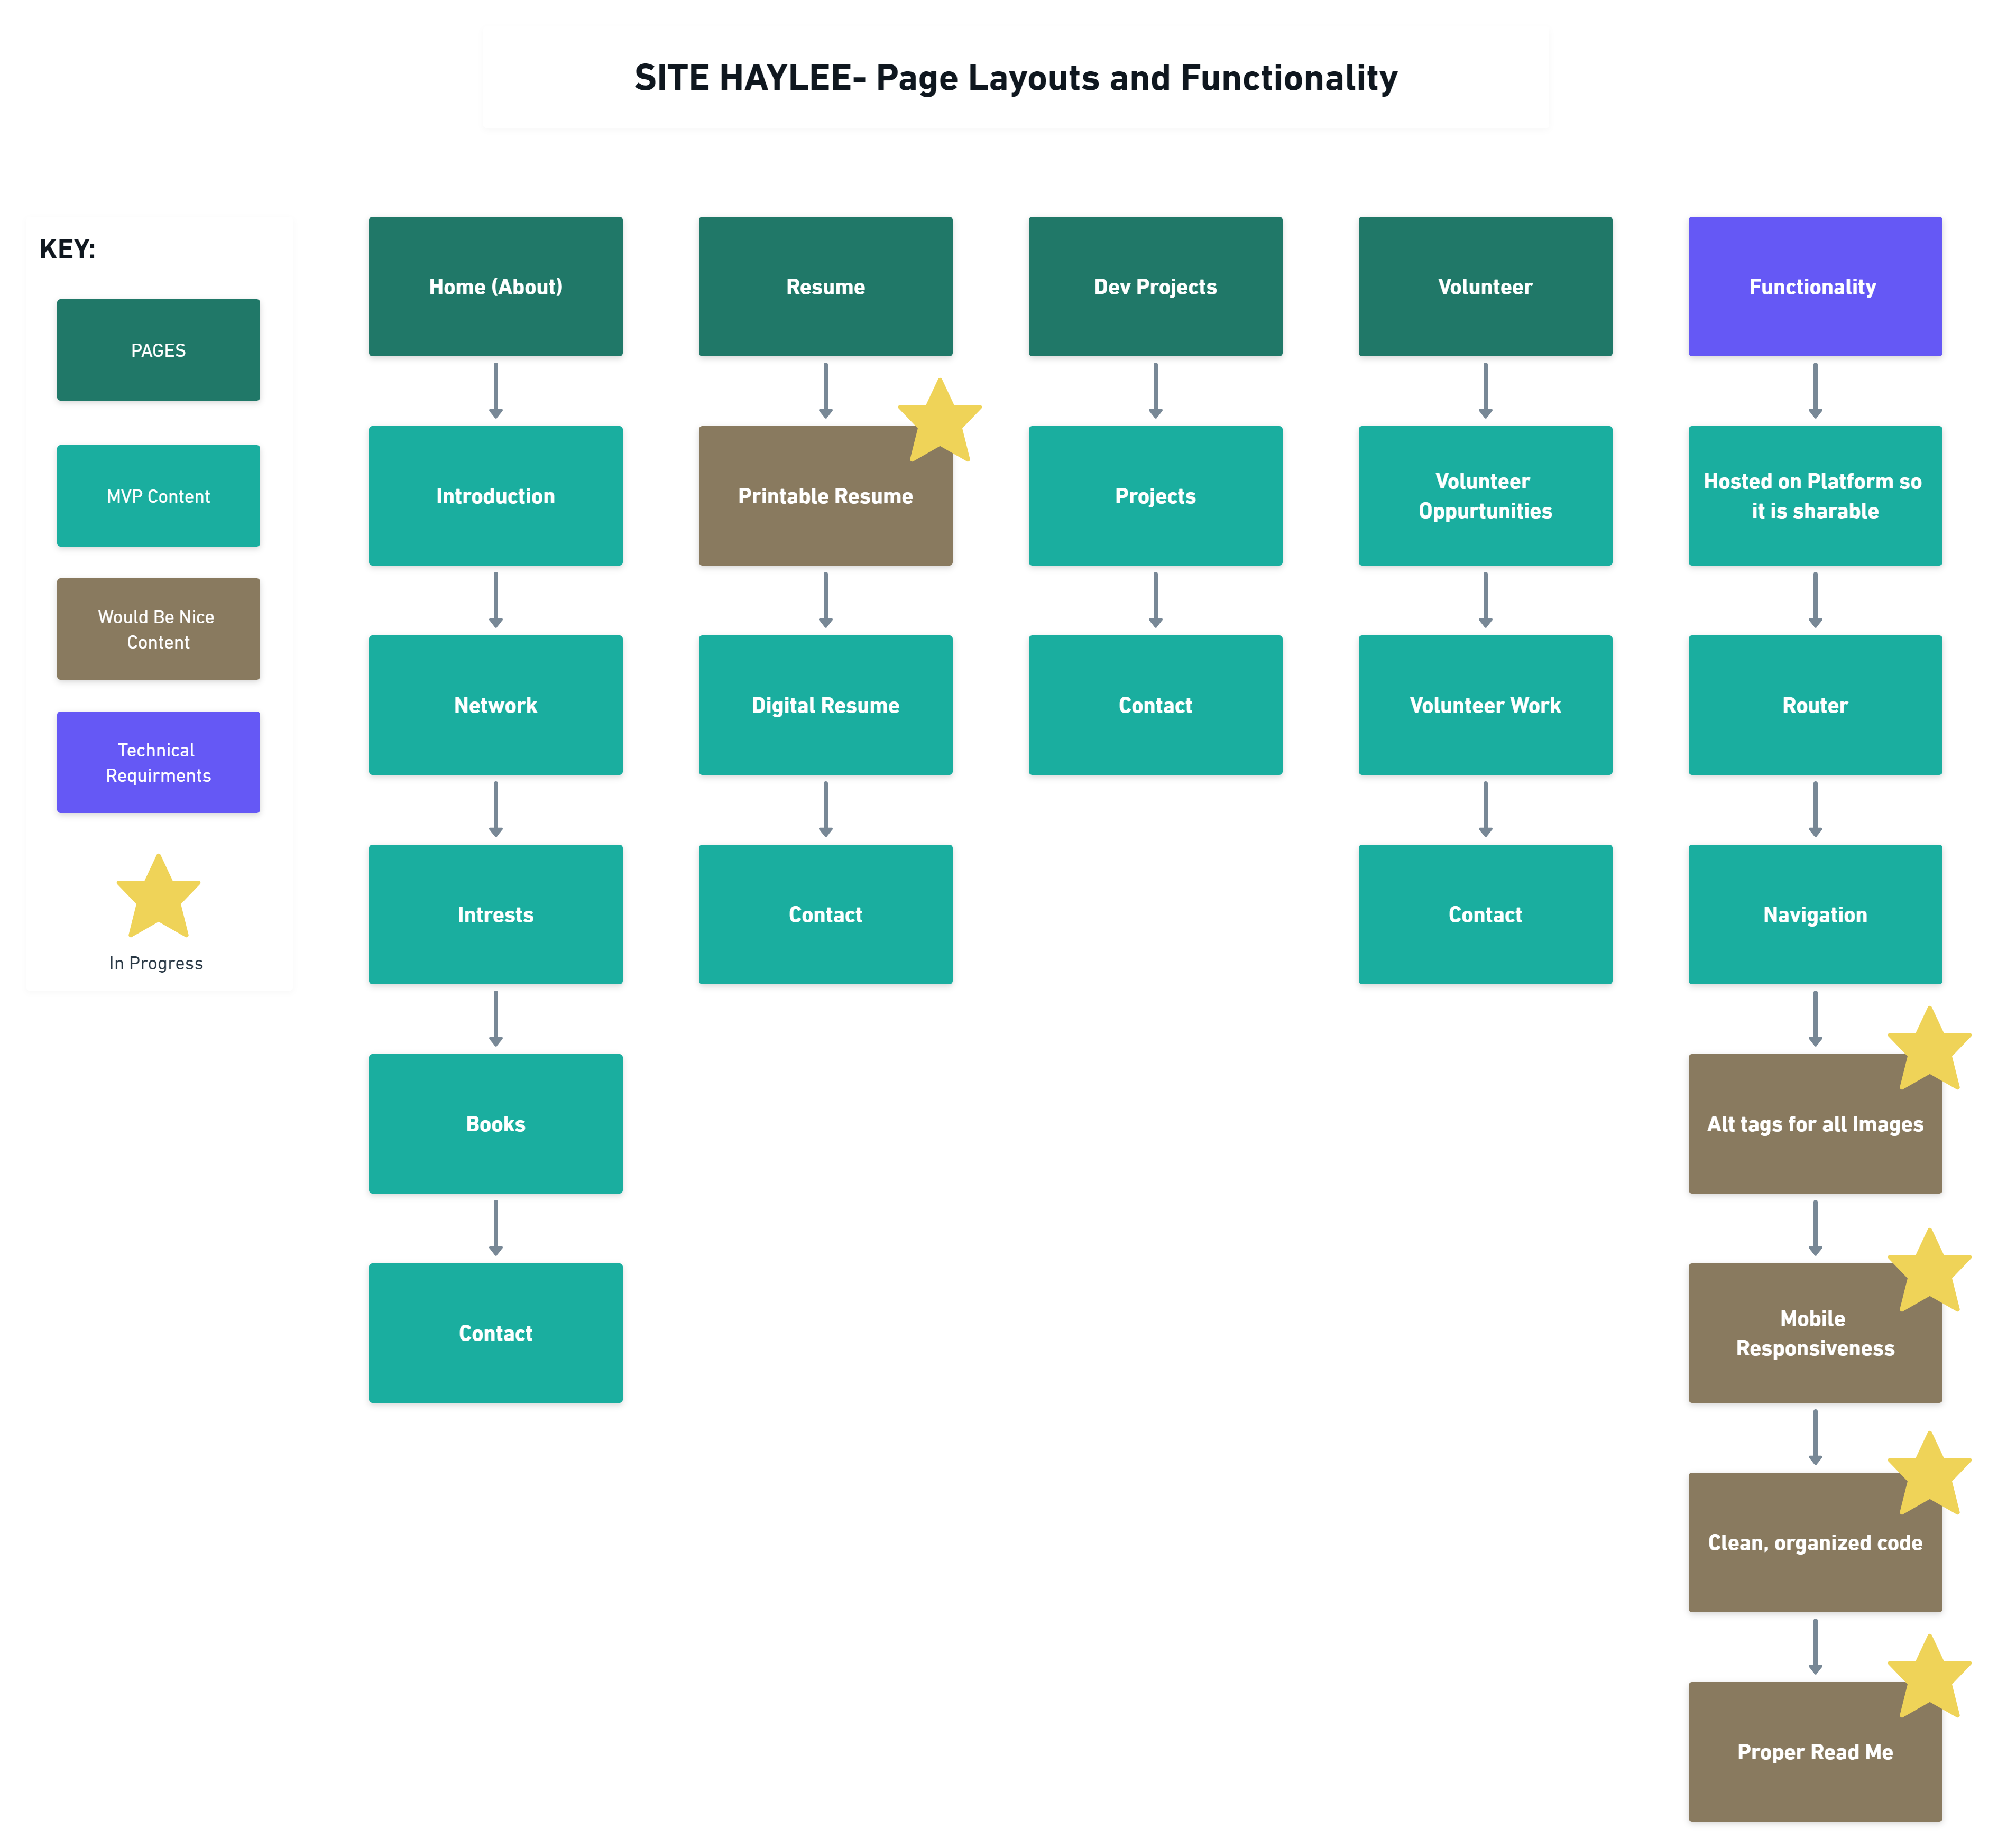 SITE HAYLEE- Page Layouts and Functionality
KEY:
PAGES
MVP Content
Would Be Nice
Content
Technical
Requirments
In Progress
Home (About)
Introduction
Network
Intrests
Books
Contact
Resume
Printable Resume
Digital Resume
Contact
Dev Projects
Projects
Contact
Volunteer
Volunteer
Oppurtunities
Volunteer Work
Contact
Functionality
Hosted on Platform so
it is sharable
Router
Navigation
Alt tags for all Images
Mobile
Responsiveness
Clean, organized code
Proper Read Me